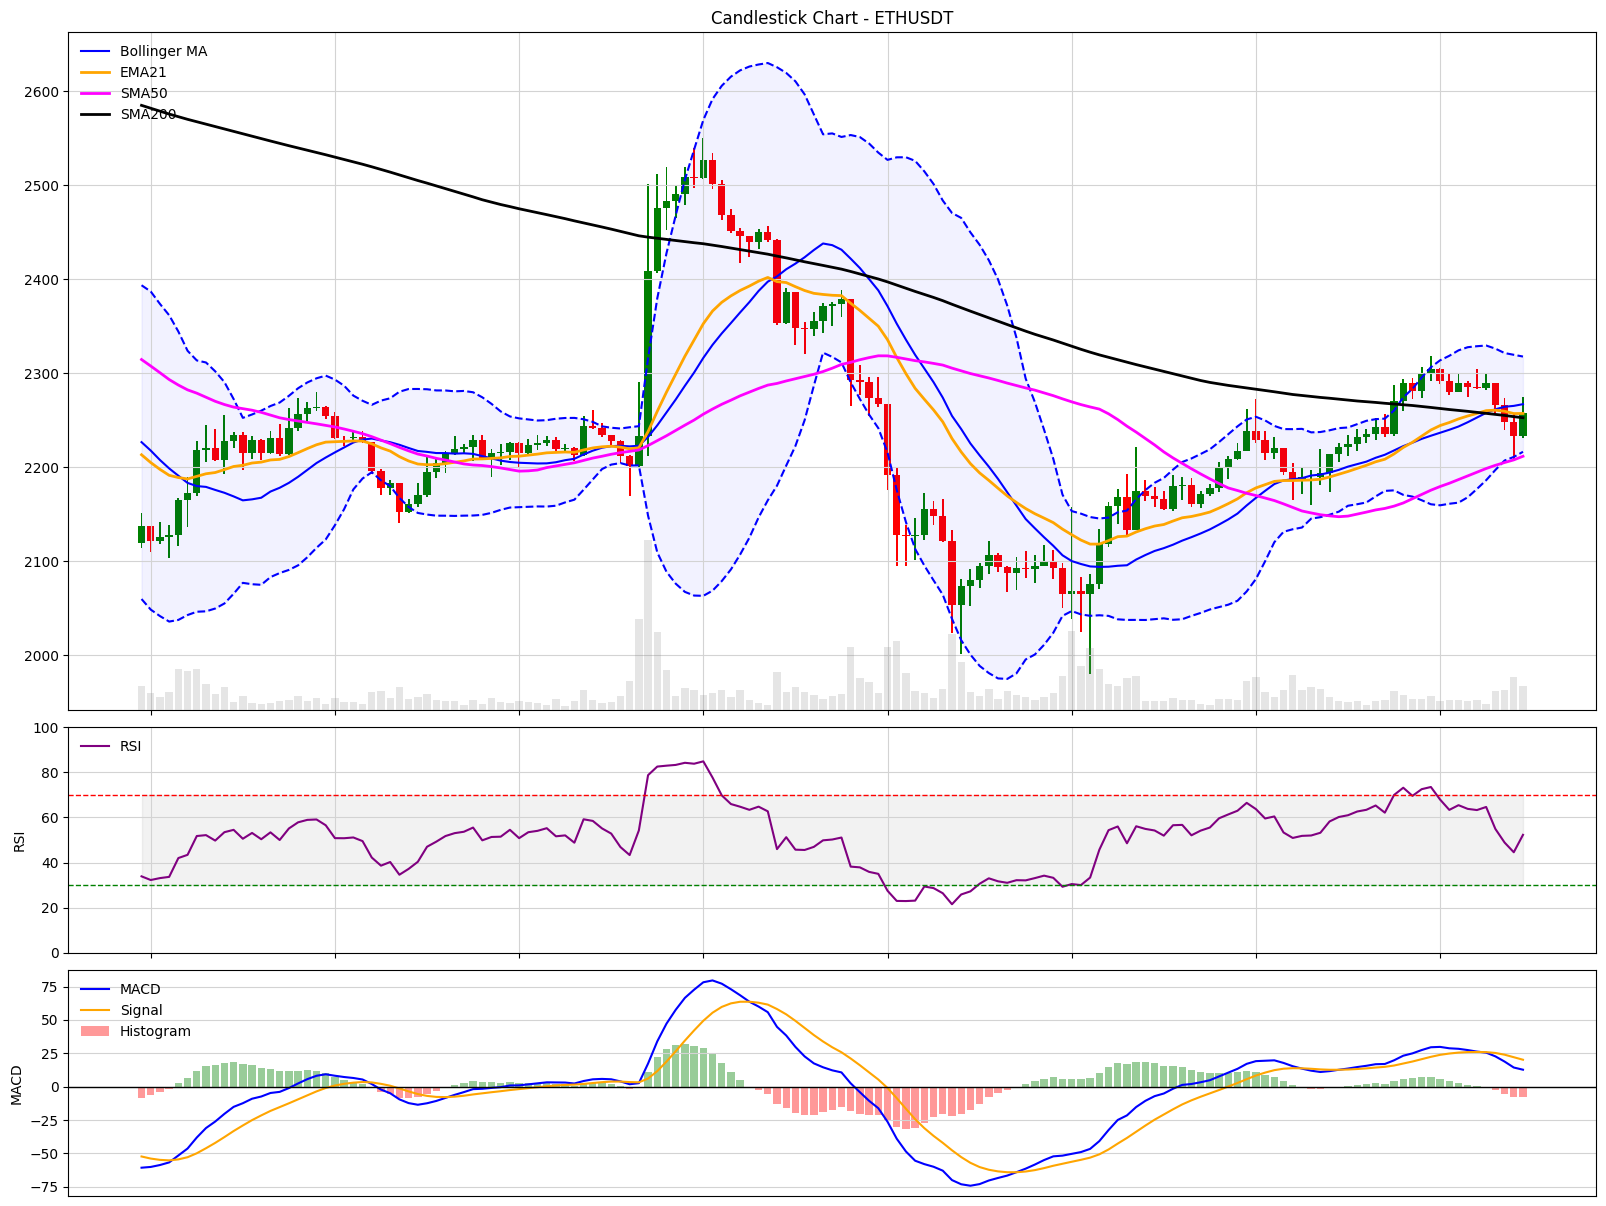 Candlestick Chart - ETHUSDT
Bollinger MA
EMA21
SMA50
SMA200
2600
2500
2400
2300
2200
2100
2000
RSI
100
80
60
40
20
0
RSI
MACD
Signal
Histogram
75
50
25
0
−25
−50
−75
MACD